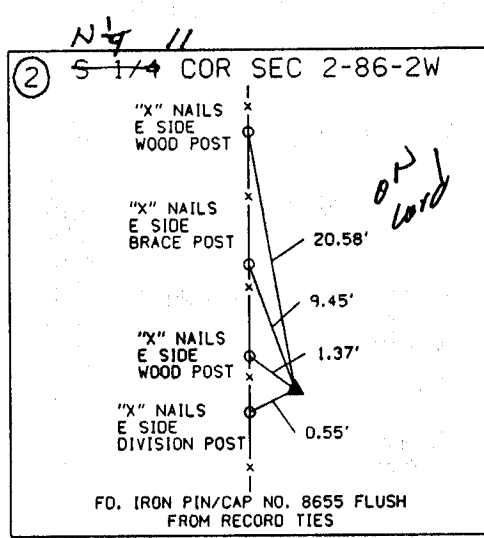 N 1/4 11
2 S 1/4 COR SEC 2-86-2W
"X" NAILS
E SIDE
WOOD POST
ON
Card
"X" NAILS
E SIDE
BRACE POST
20.58'
9.45'
"X" NAILS
E SIDE
WOOD POST
1.37'
"X" NAILS
E SIDE
DIVISION POST
0.55'
FD. IRON PIN/CAP NO. 8655 FLUSH
FROM RECORD TIES